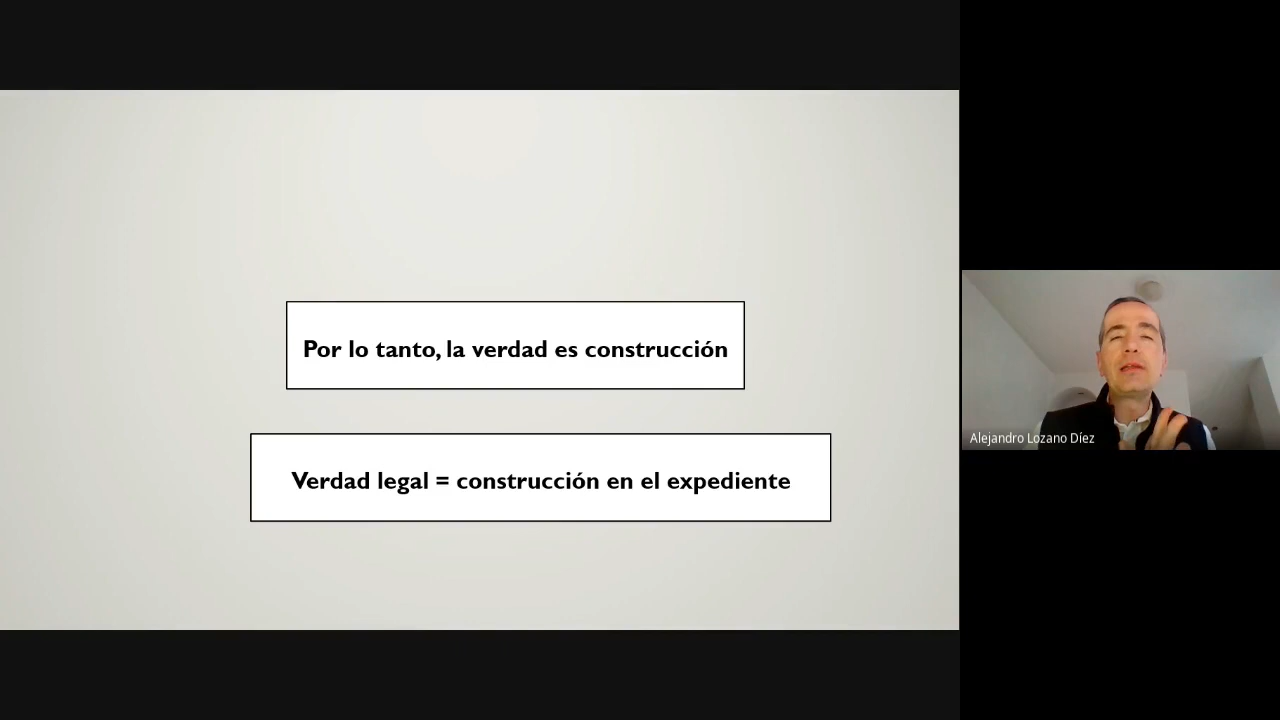 Por lo tanto, la verdad es construcción
Verdad legal = construcción en el expediente
Alejandro Lozano Díez